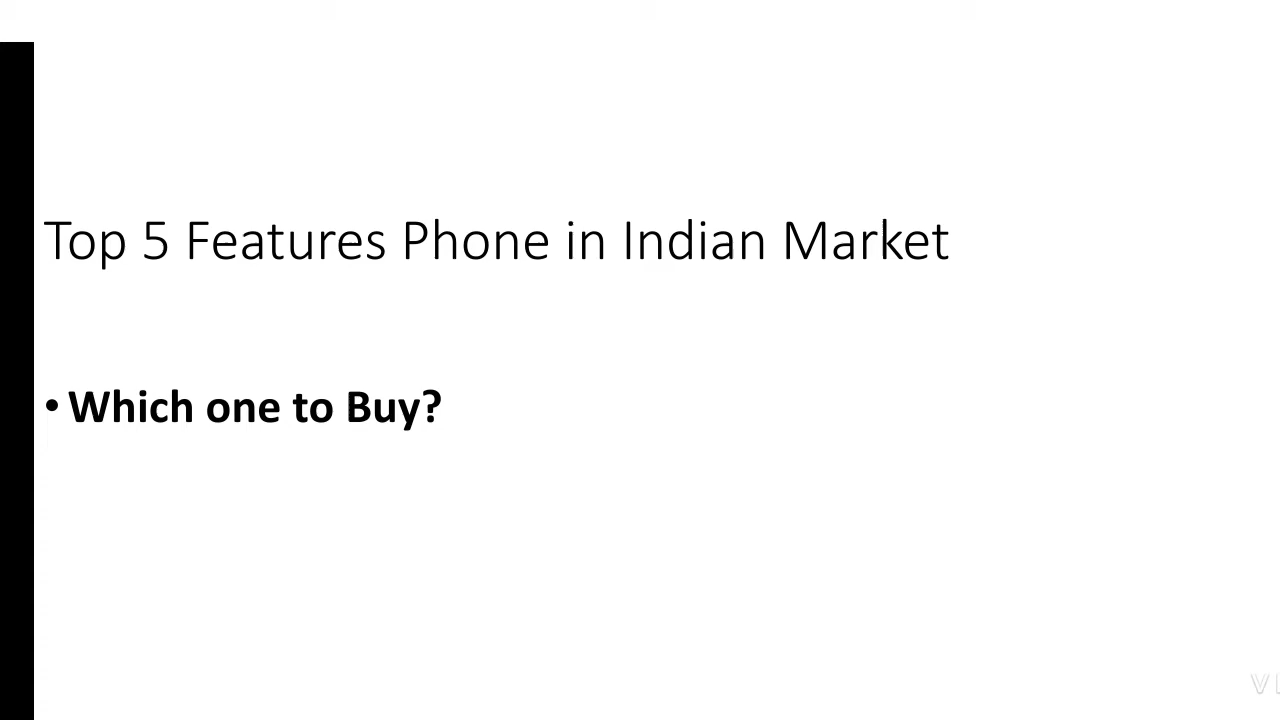 Top 5 Features Phone in Indian Market
• Which one to Buy?